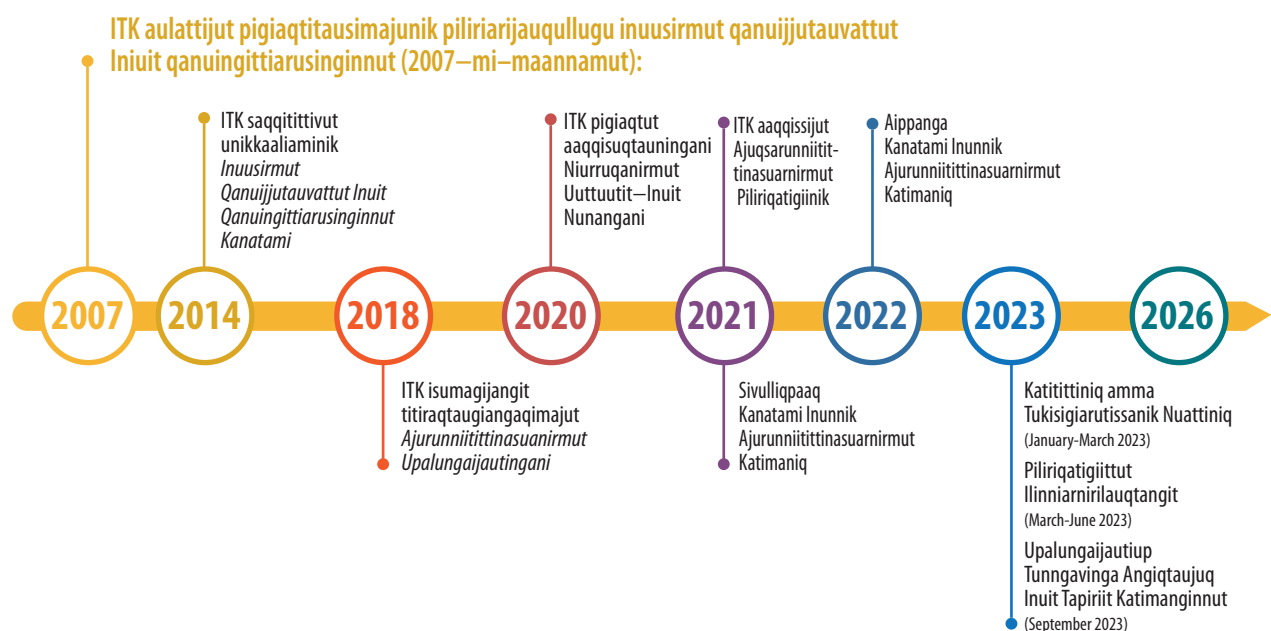 ITK aulattijut pigiaqtitausimajunik piliriarijauqullugu inuusirmut qanuijjutauvattut
Iniuit qanuingittiarusinginnut (2007–mi–maannamut):
ITK saqqitittivut
unikkaaliaminik
Inuusirmut
Qanuijjutauvattut Inuit
Qanuingittiarusinginnut
Kanatami
ITK pigiaqtut
aaqqisuqtauningani
Niurruqanirmut
Uuttuutit–Inuit
Nunangani
ITK aaqqissijut
Ajuqsarunniitit-
tinasuarnirmut
Piliriqatigiinik
Aippanga
Kanatami Inunnik
Ajurunniitittinasuarnirmut
Katimaniq
2007
2014
2018
2020
2021
2022
2023
2026
ITK isumagijangit
titiraqtaugiangaqimajut
Ajurunniitittinasuanirmut
Upalungaijautingani
Sivulliqpaaq
Kanatami Inunnik
Ajurunniitittinasuarnirmut
Katimaniq
Katitittiniq amma
Tukisigiarutissanik Nuattiniq
(January-March 2023)
Piliriqatigiittut
Ilinniarnirilauqtangit
(March-June 2023)
Upalungaijautiup
Tunngavinga Angiqtaujuq
Inuit Tapiriit Katimanginnut
(September 2023)